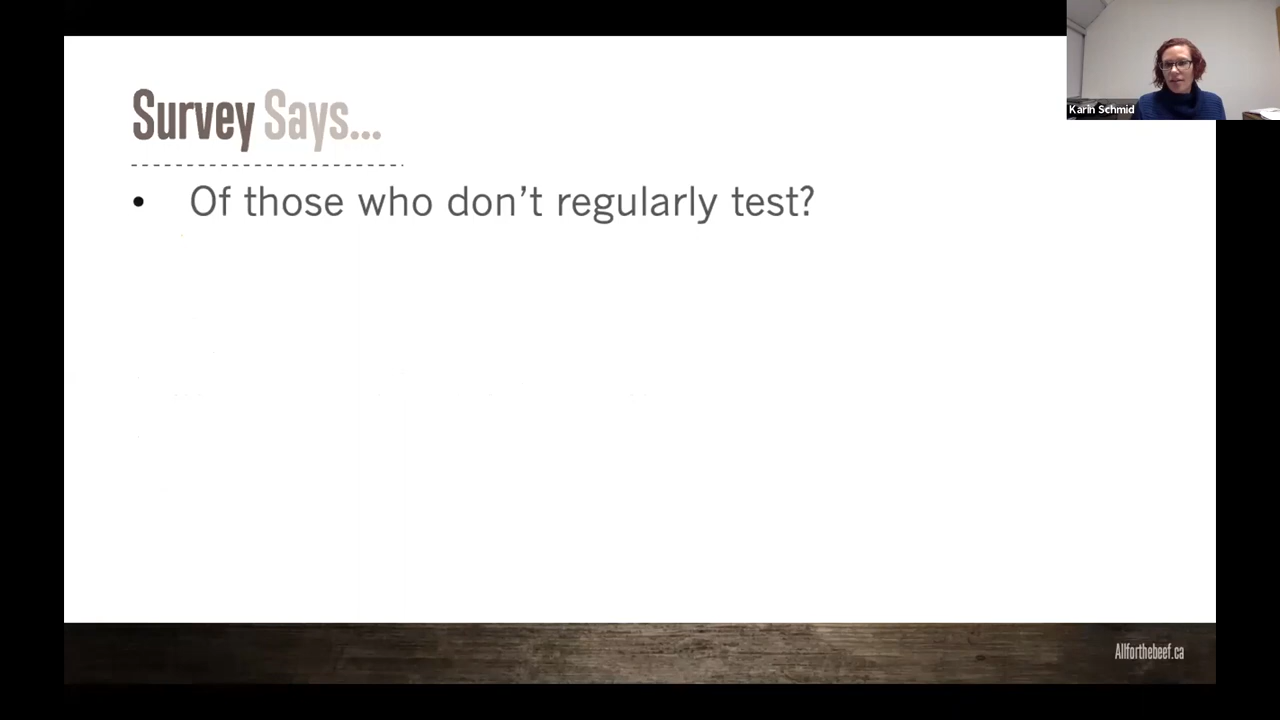 Survey Says...
• Of those who don't regularly test?
Karin Schmid
Allforthebeef.ca